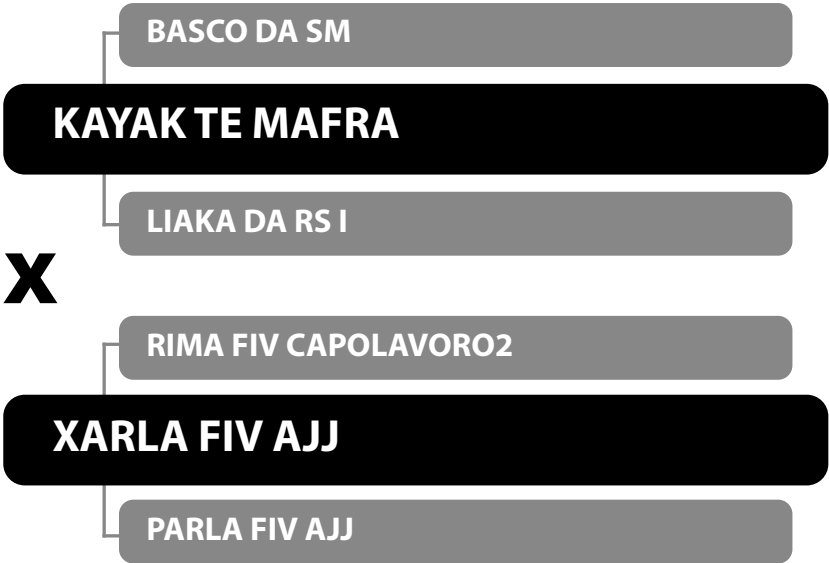 BASCO DA SM
KAYAK TE MAFRA
LIAKA DA RS I
X
RIMA FIV CAPOLAVORO2
XARLA FIV AJJ
PARLA FIV AJJ